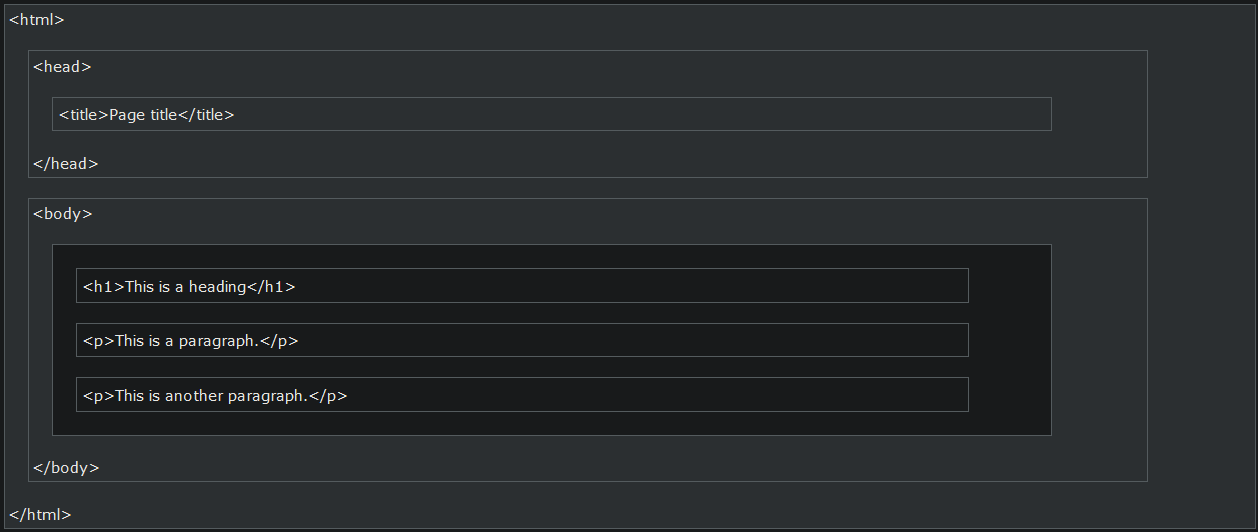 <html>
<head>
<title>Page title</title>
</head>
<body>
<h1>This is a heading</h1>
<p>This is a paragraph.</p>
<p>This is another paragraph.</p>
</body>
</html>